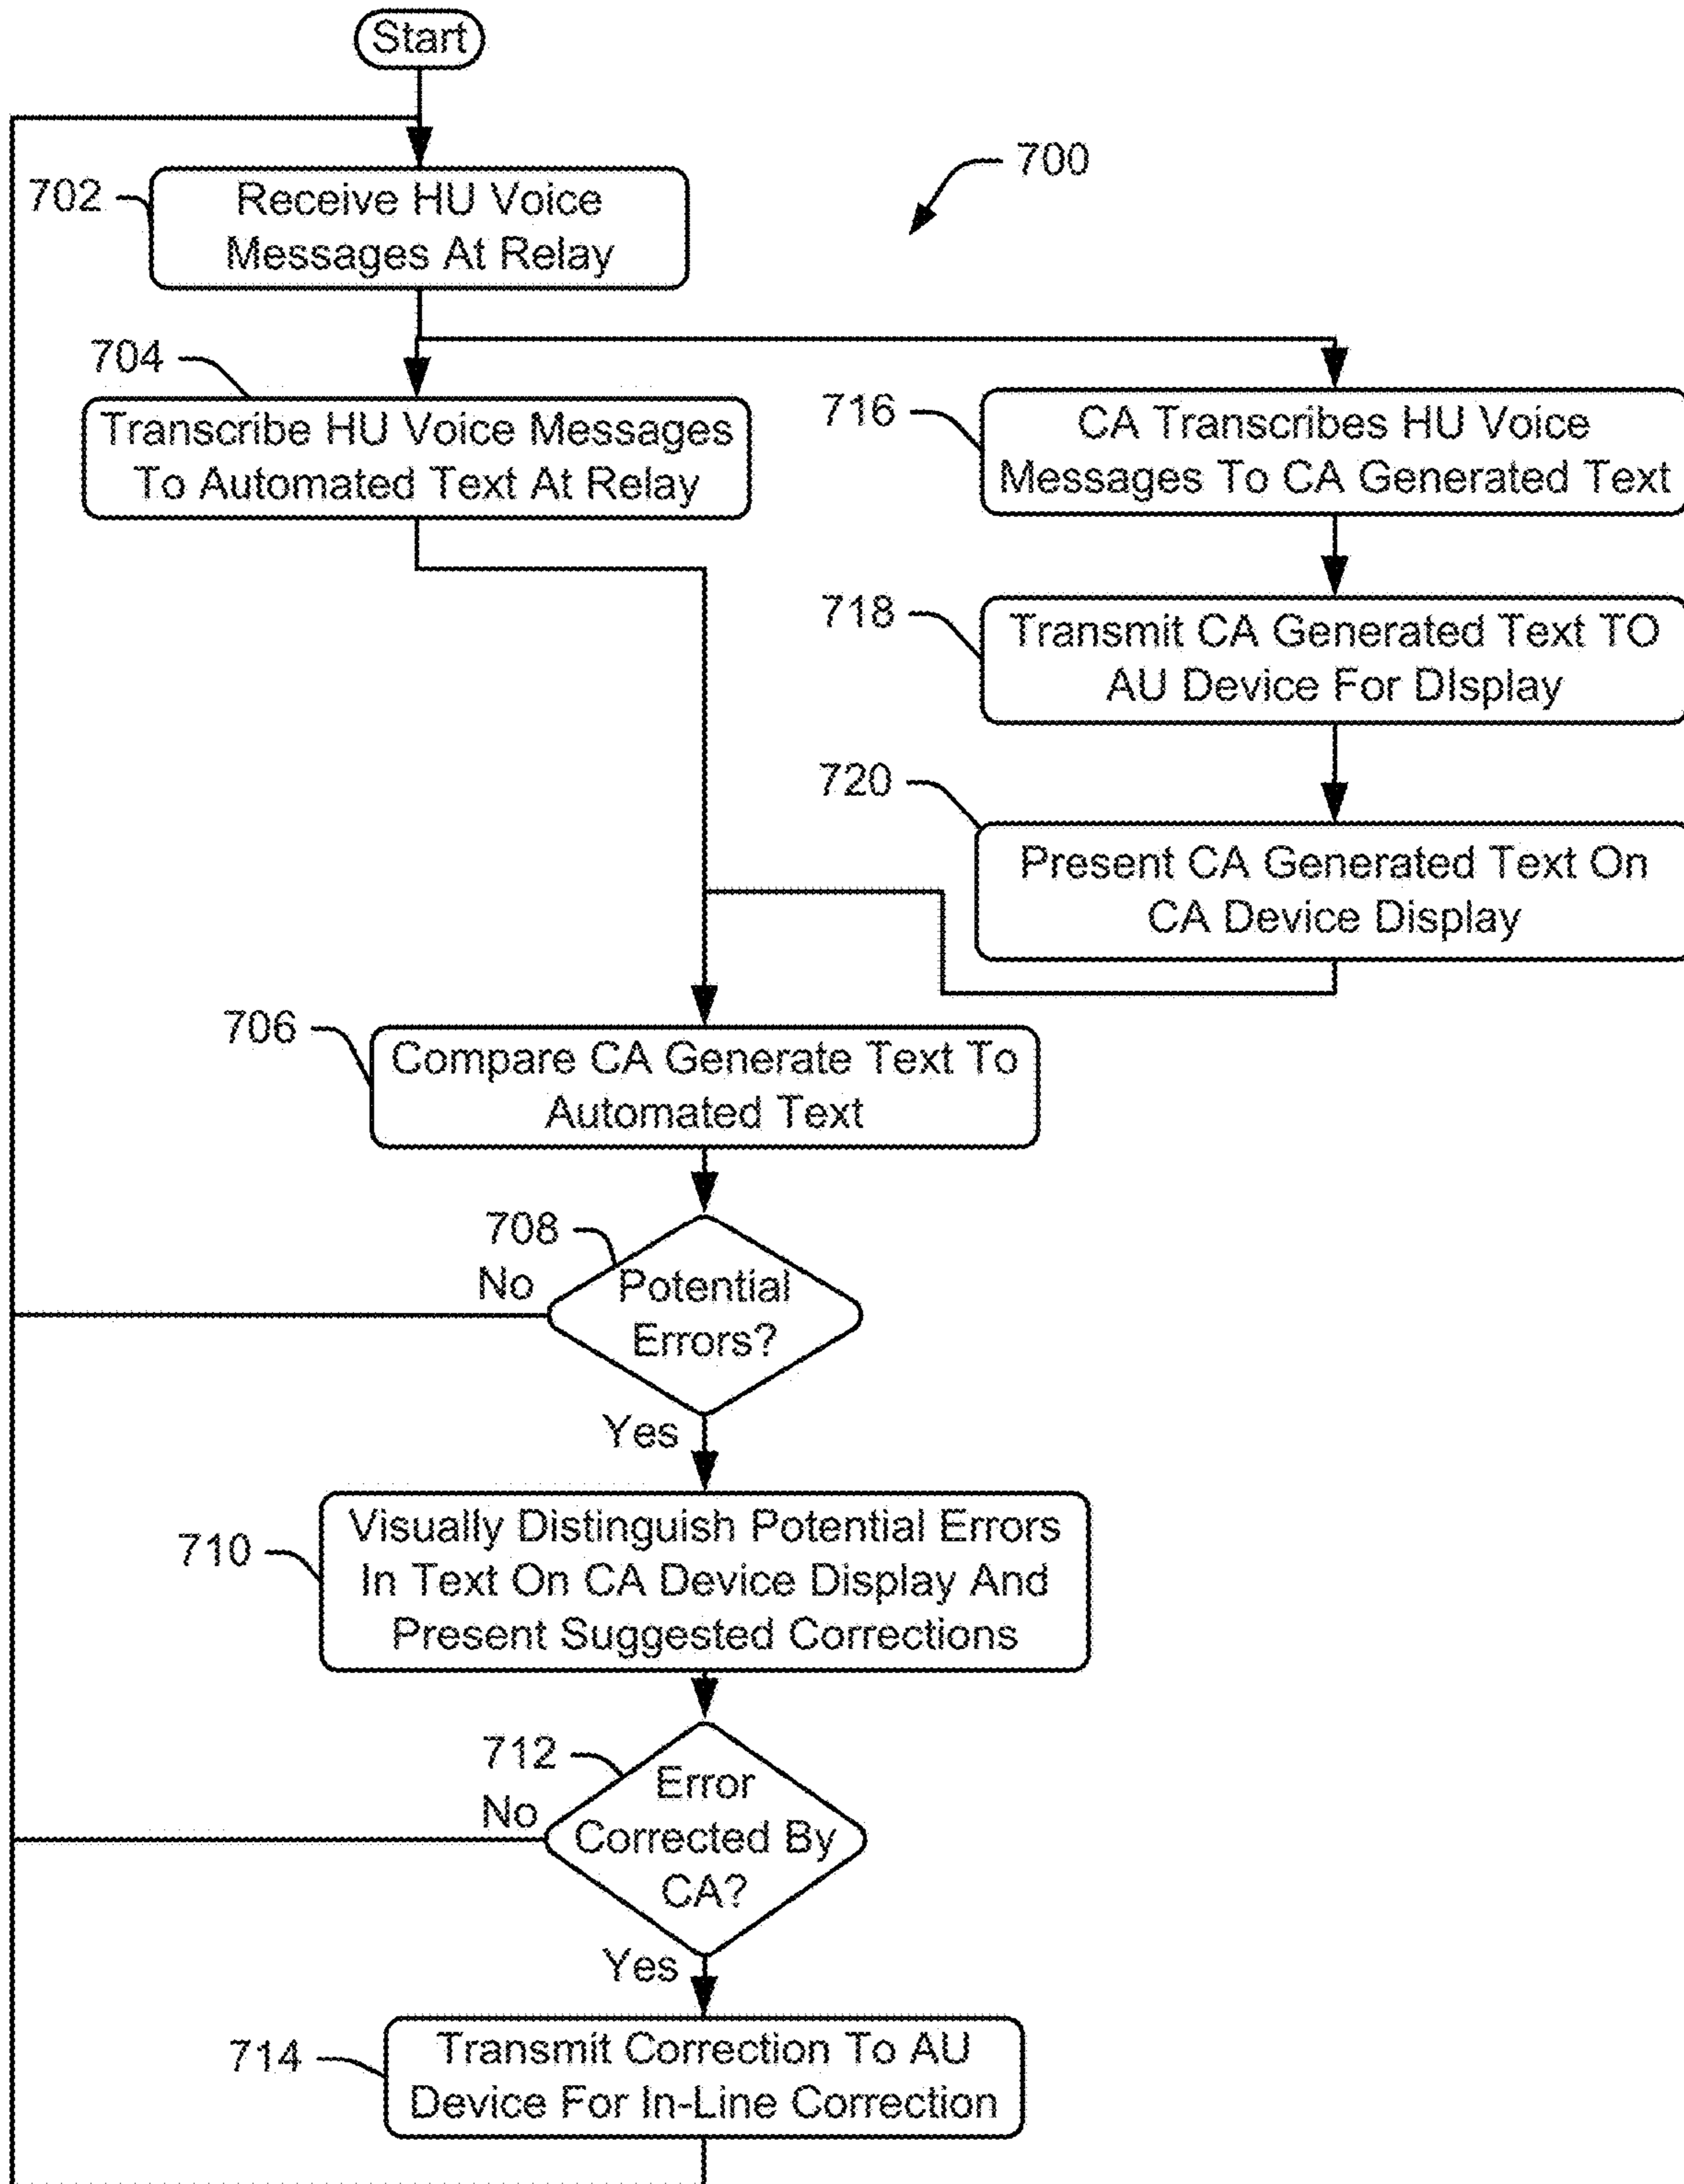 Start
700
702
Receive HU Voice
Messages At Relay
704
Transcribe HU Voice Messages
To Automated Text At Relay
716
CA Transcribes HU Voice
Messages To CA Generated Text
718
Transmit CA Generated Text TO
AU Device For DIsplay
720
Present CA Generated Text On
CA Device Display
706
Compare CA Generate Text To
Automated Text
708
No
Potential
Errors?
Yes
710
Visually Distinguish Potential Errors
In Text On CA Device Display And
Present Suggested Corrections
712
No
Error
Corrected By
CA?
Yes
714
Transmit Correction To AU
Device For In-Line Correction